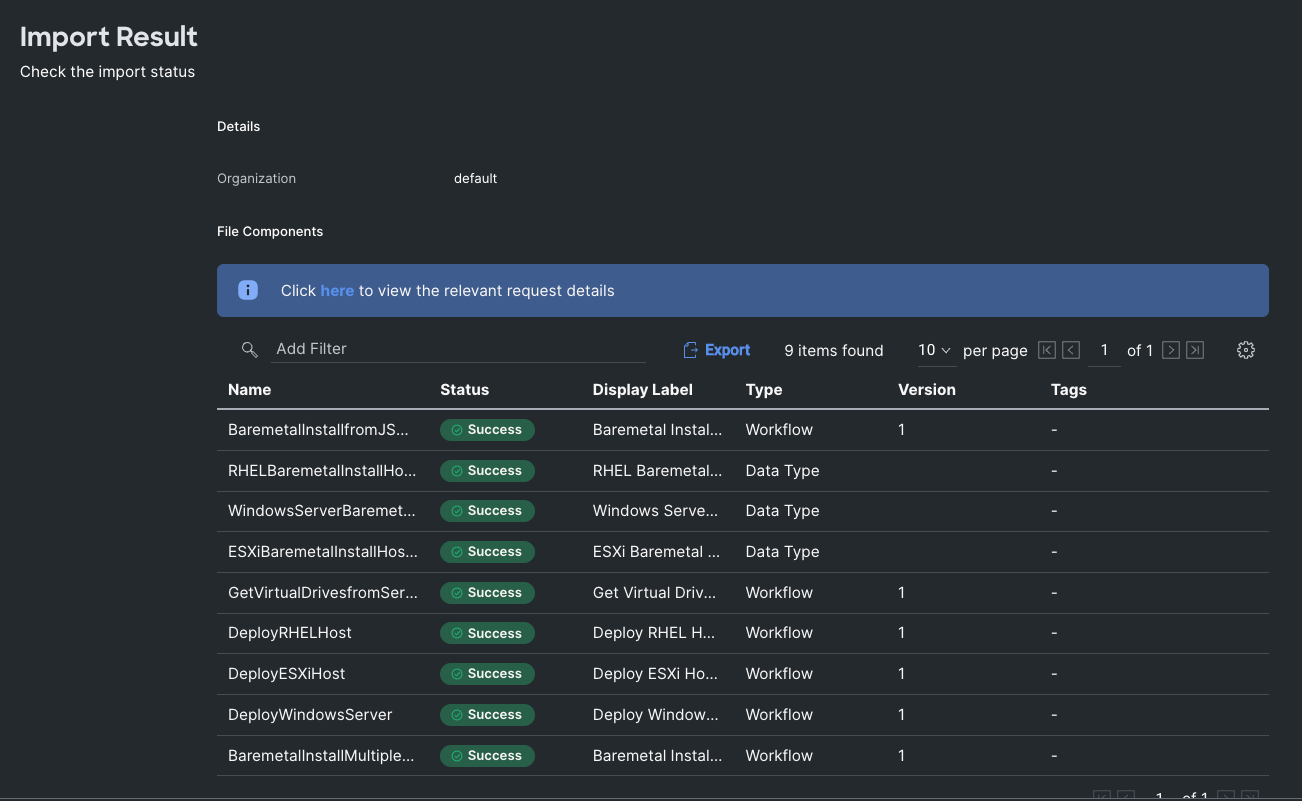 Import Result
Check the import status
Details
Organization default
File Components
Click here to view the relevant request details
Add Filter Export 9 items found 10 per page 1 of 1
Name Status Display Label Type Version Tags
BaremetalInstallfromJS... Success Baremetal Instal... Workflow 1 -
RHELBaremetalInstallHo... Success RHEL Baremetal... Data Type -
WindowsServerBaremet... Success Windows Serve... Data Type -
ESXiBaremetalInstallHos... Success ESXi Baremetal ... Data Type -
GetVirtualDrivesfromSer... Success Get Virtual Driv... Workflow 1 -
DeployRHELHost Success Deploy RHEL H... Workflow 1 -
DeployESXiHost Success Deploy ESXi Ho... Workflow 1 -
DeployWindowsServer Success Deploy Window... Workflow 1 -
BaremetalInstallMultiple... Success Baremetal Instal... Workflow 1 -
1 of 1